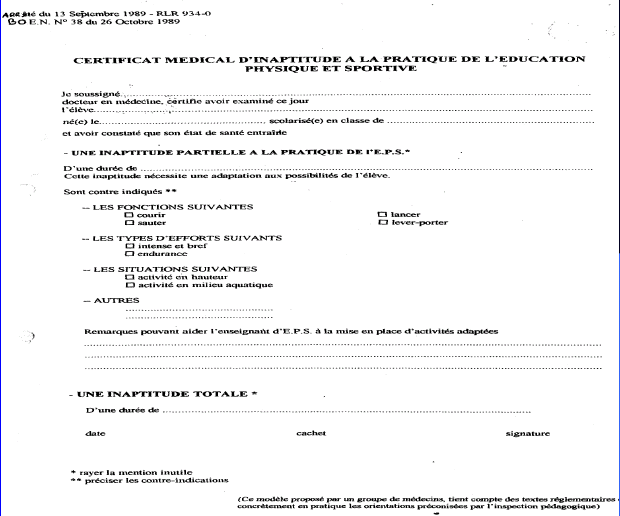 Arrêté du 13 Septembre 1989 - RLR 934-0
BO E.N. N° 38 du 26 Octobre 1989
CERTIFICAT MEDICAL D'INAPTITUDE A LA PRATIQUE DE L'EDUCATION
PHYSIQUE ET SPORTIVE
Je soussigné
docteur en médecine, certifie avoir examiné ce jour
l'élève
né(e) le scolarisé(e) en classe de
et avoir constaté que son état de santé entraîne
- UNE INAPTITUDE PARTIELLE A LA PRATIQUE DE l'E.P.S.*
D'une durée de
Cette inaptitude nécessite une adaptation aux possibilités de l'élève.
Sont contre indiqués **
– LES FONCTIONS SUIVANTES
□ courir □ lancer
□ sauter □ lever-porter
– LES TYPES D'EFFORTS SUIVANTS
□ intense et bref
□ endurance
– LES SITUATIONS SUIVANTES
□ activité en hauteur
□ activité en milieu aquatique
– AUTRES
Remarques pouvant aider l'enseignant d'E.P.S. à la mise en place d'activités adaptées
- UNE INAPTITUDE TOTALE *
D'une durée de
date cachet signature
* rayer la mention inutile
** préciser les contre-indications
(Ce modèle proposé par un groupe de médecins, tient compte des textes réglementaires
concrètement en pratique les orientations préconisées par l'inspection pédagogique)